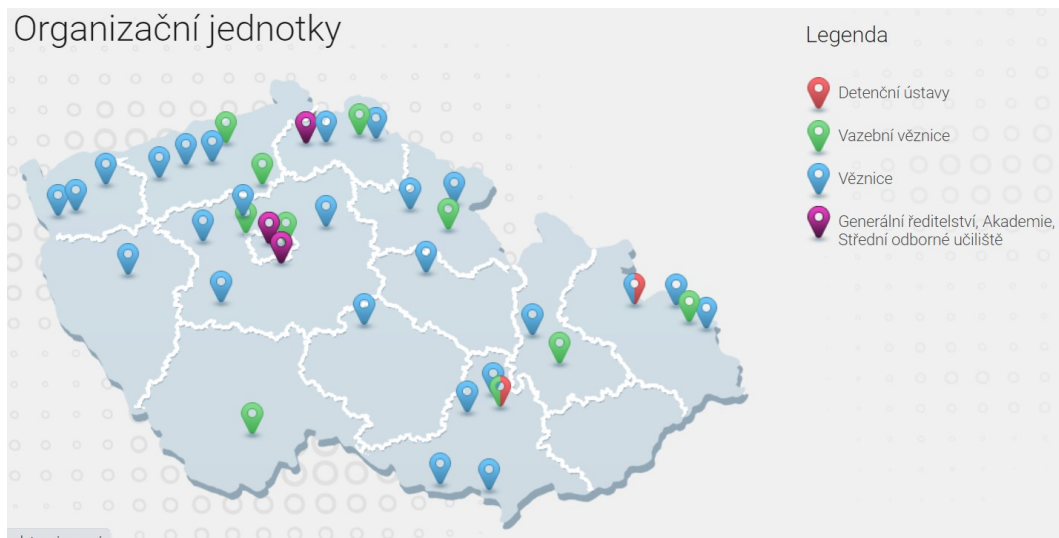 Organizační jednotky
Legenda
Detenční ústavy
Vazební věznice
Věznice
Generální ředitelství, Akademie,
Střední odborné učiliště